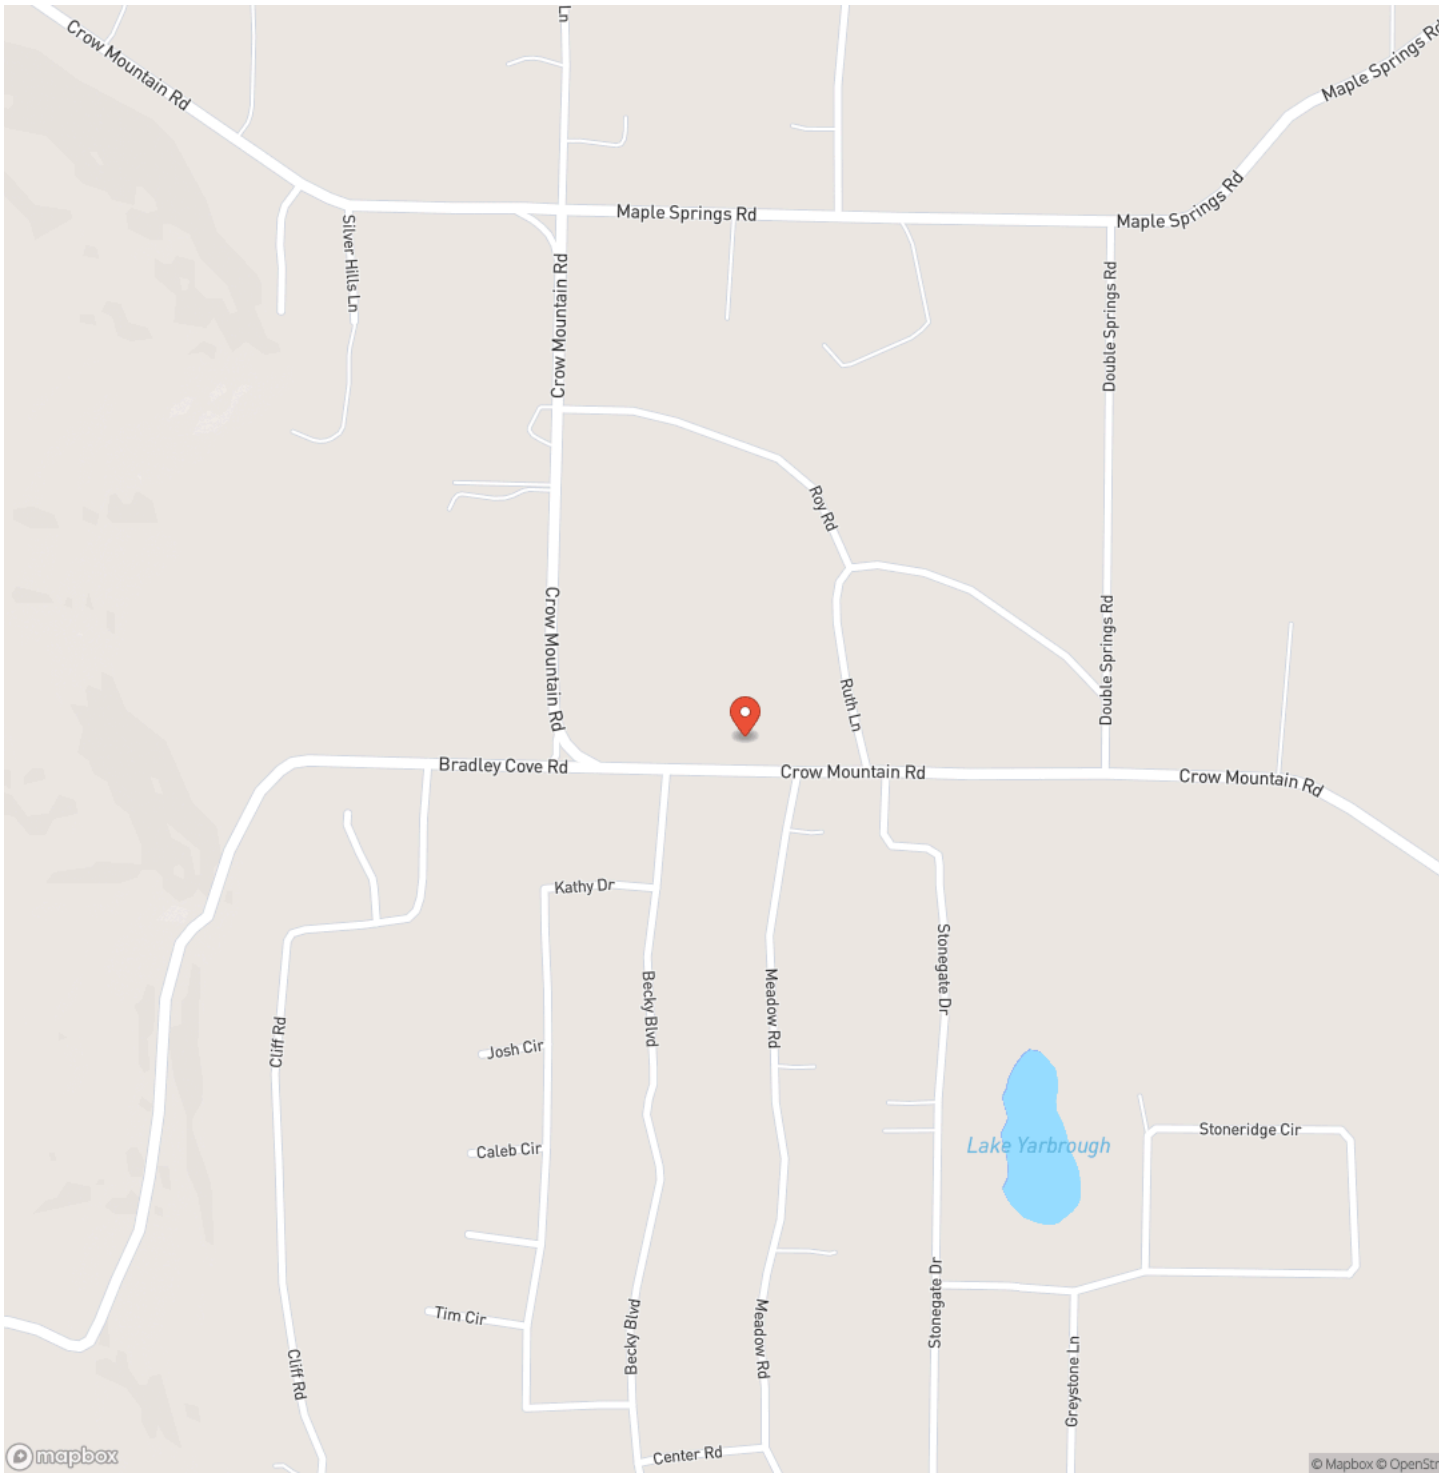 Ln
Crow Mountain Rd
Maple Springs Rd
Maple Springs Rd
Maple Springs Rd
Silver Hills Ln
Crow Mountain Rd
Double Springs Rd
Roy Rd
Crow Mountain Rd
Double Springs Rd
Ruth Ln
Bradley Cove Rd
Crow Mountain Rd
Crow Mountain Rd
Kathy Dr
Stonegate Dr
Becky Blvd
Meadow Rd
Cliff Rd
Josh Cir
Caleb Cir
Lake Yarbrough
Stoneridge Cir
Tim Cir
Becky Blvd
Meadow Rd
Stonegate Dr
Cliff Rd
Greystone Ln
Center Rd
mapbox
© Mapbox © OpenStr